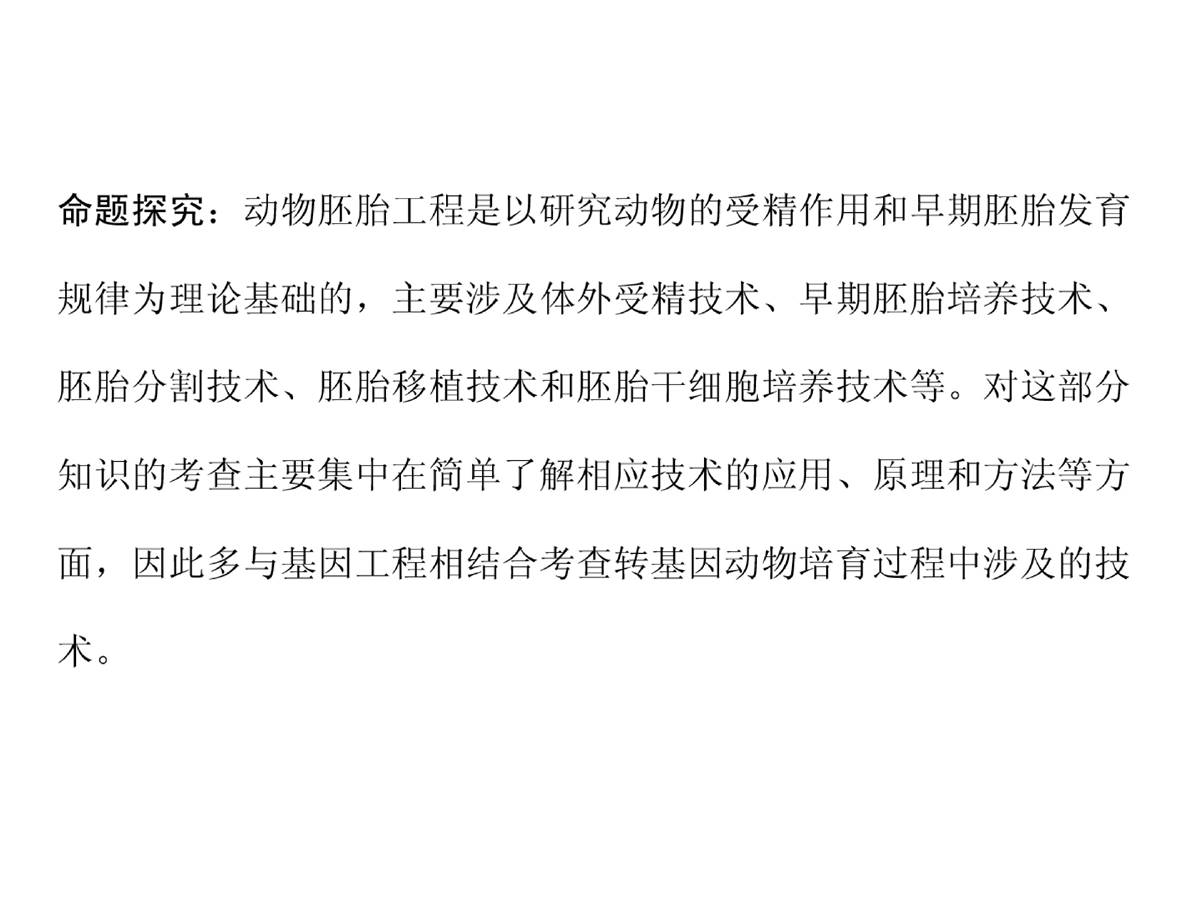 命题探究：动物胚胎工程是以研究动物的受精作用和早期胚胎发育
规律为理论基础的，主要涉及体外受精技术、早期胚胎培养技术、
胚胎分割技术、胚胎移植技术和胚胎干细胞培养技术等。对这部分
知识的考查主要集中在简单了解相应技术的应用、原理和方法等方
面，因此多与基因工程相结合考查转基因动物培育过程中涉及的技
术。